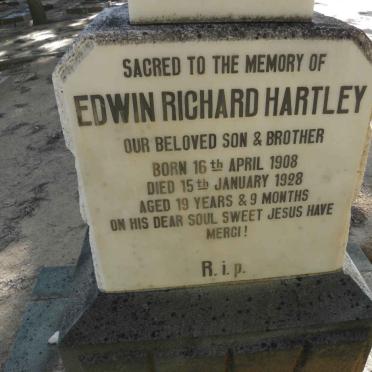 SACRED TO THE MEMORY OF
EDWIN RICHARD HARTLEY
OUR BELOVED SON & BROTHER
BORN 16th APRIL 1908
DIED 15th JANUARY 1928
AGED 19 YEARS & 9 MONTHS
ON HIS DEAR SOUL SWEET JESUS HAVE
MERCI!
R.i.p.